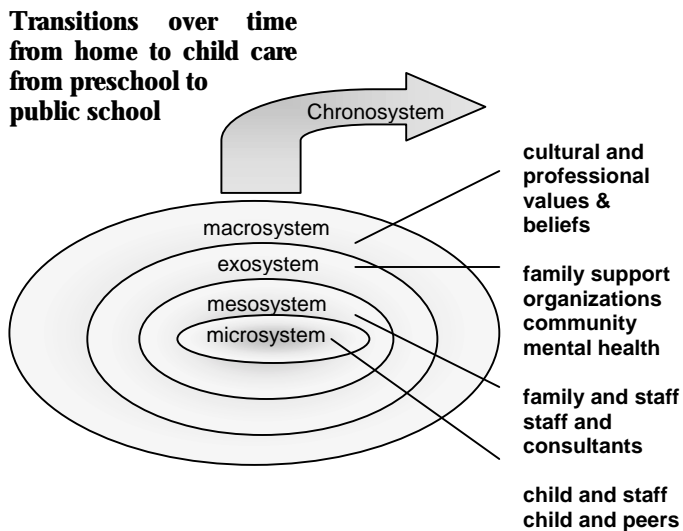 Transitions over time
from home to child care
from preschool to
public school
Chronosystem
macrosystem
exosystem
mesosystem
microsystem
cultural and
professional
values &
beliefs
family support
organizations
community
mental health
family and staff
staff and
consultants
child and staff
child and peers